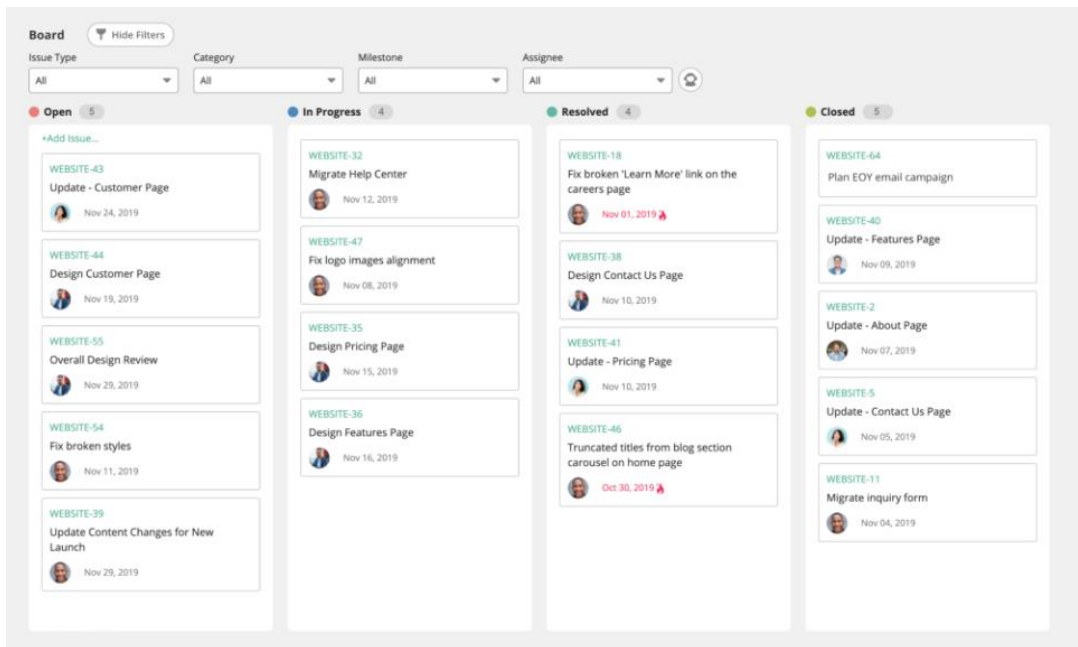 Board
Hide Filters
Issue Type
Category
Milestone
Assignee
All
All
All
All
Open 5
+Add Issue...
WEBSITE-43
Update - Customer Page
Nov 24, 2019
WEBSITE-44
Design Customer Page
Nov 19, 2019
WEBSITE-55
Overall Design Review
Nov 29, 2019
WEBSITE-54
Fix broken styles
Nov 11, 2019
WEBSITE-39
Update Content Changes for New
Launch
Nov 29, 2019
In Progress 4
WEBSITE-32
Migrate Help Center
Nov 12, 2019
WEBSITE-47
Fix logo images alignment
Nov 08, 2019
WEBSITE-35
Design Pricing Page
Nov 15, 2019
WEBSITE-36
Design Features Page
Nov 16, 2019
Resolved 4
WEBSITE-18
Fix broken 'Learn More' link on the
careers page
Nov 01, 2019
WEBSITE-38
Design Contact Us Page
Nov 10, 2019
WEBSITE-41
Update - Pricing Page
Nov 10, 2019
WEBSITE-46
Truncated titles from blog section
carousel on home page
Oct 30, 2019
Closed 5
WEBSITE-64
Plan EOY email campaign
WEBSITE-40
Update - Features Page
Nov 09, 2019
WEBSITE-2
Update - About Page
Nov 07, 2019
WEBSITE-5
Update - Contact Us Page
Nov 05, 2019
WEBSITE-11
Migrate inquiry form
Nov 04, 2019